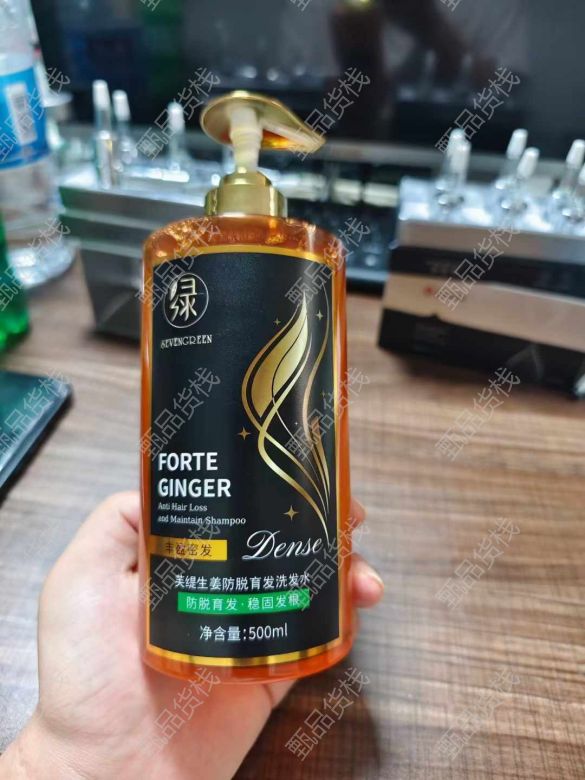 绿
SEVENGREEN
FORTE
GINGER
Anti Hair Loss
and Maintain Shampoo
丰盈密发
Dense
芙缇生姜防脱育发洗发水
防脱育发·稳固发根
净含量:500ml
甄品货栈